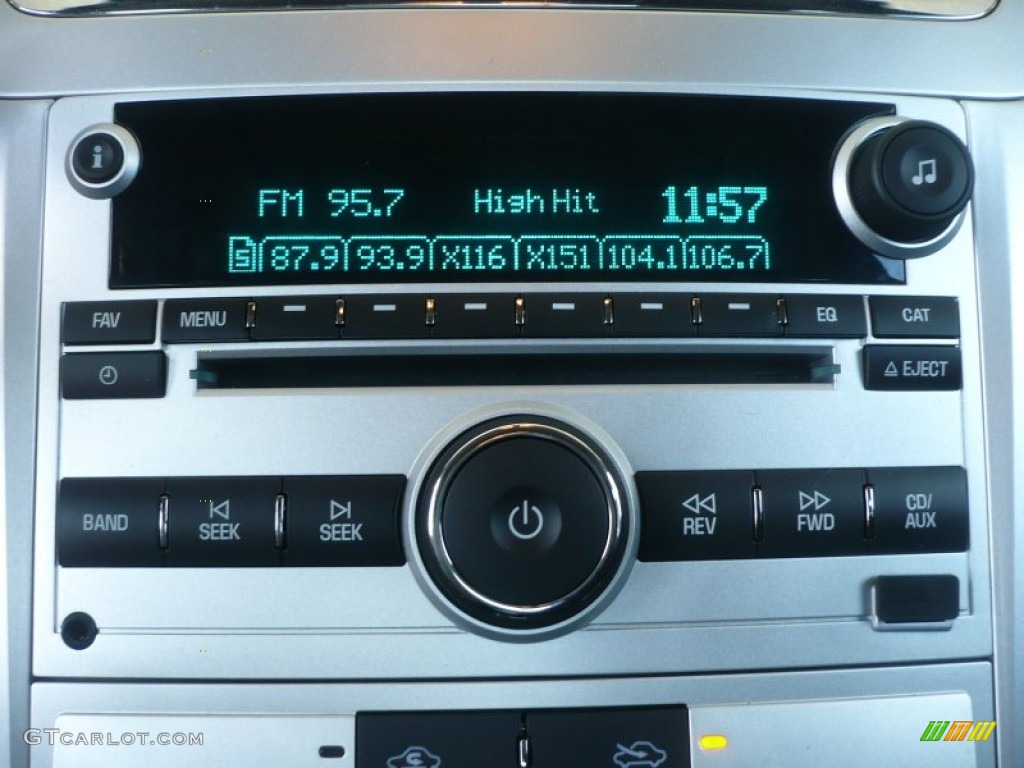 FM 95.7 High Hit 11:57
5 87.9 93.9 X116 X151 104.1 106.7
FAV MENU EQ CAT
EJECT
BAND SEEK SEEK REV FWD CD/
AUX
GTCARLOT.COM